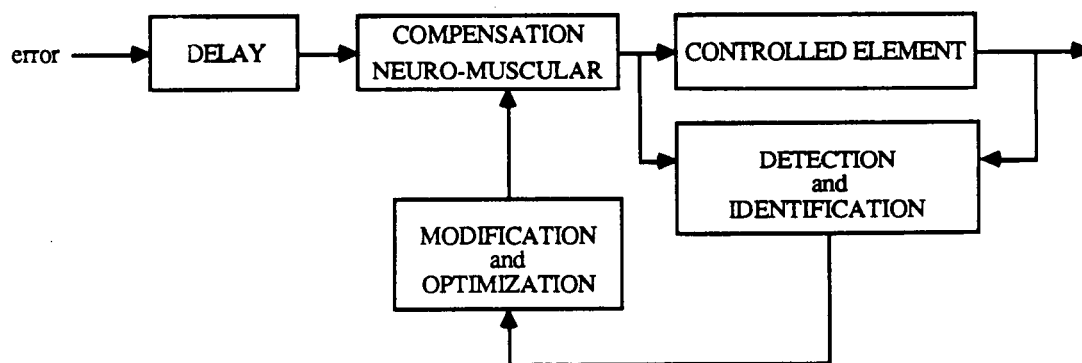 error
DELAY
COMPENSATION
NEURO-MUSCULAR
CONTROLLED ELEMENT
DETECTION
and
IDENTIFICATION
MODIFICATION
and
OPTIMIZATION